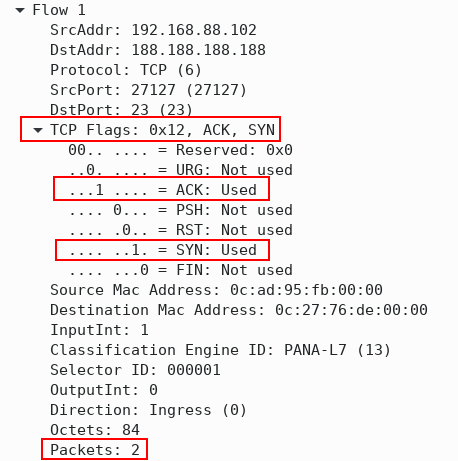 Flow 1
SrcAddr: 192.168.88.102
DstAddr: 188.188.188.188
Protocol: TCP (6)
SrcPort: 27127 (27127)
DstPort: 23 (23)
TCP Flags: 0x12, ACK, SYN
00.. .... = Reserved: 0x0
..0. .... = URG: Not used
...1 .... = ACK: Used
.... 0... = PSH: Not used
.... .0.. = RST: Not used
.... ..1. = SYN: Used
.... ...0 = FIN: Not used
Source Mac Address: 0c:ad:95:fb:00:00
Destination Mac Address: 0c:27:76:de:00:00
InputInt: 1
Classification Engine ID: PANA-L7 (13)
Selector ID: 000001
OutputInt: 0
Direction: Ingress (0)
Octets: 84
Packets: 2